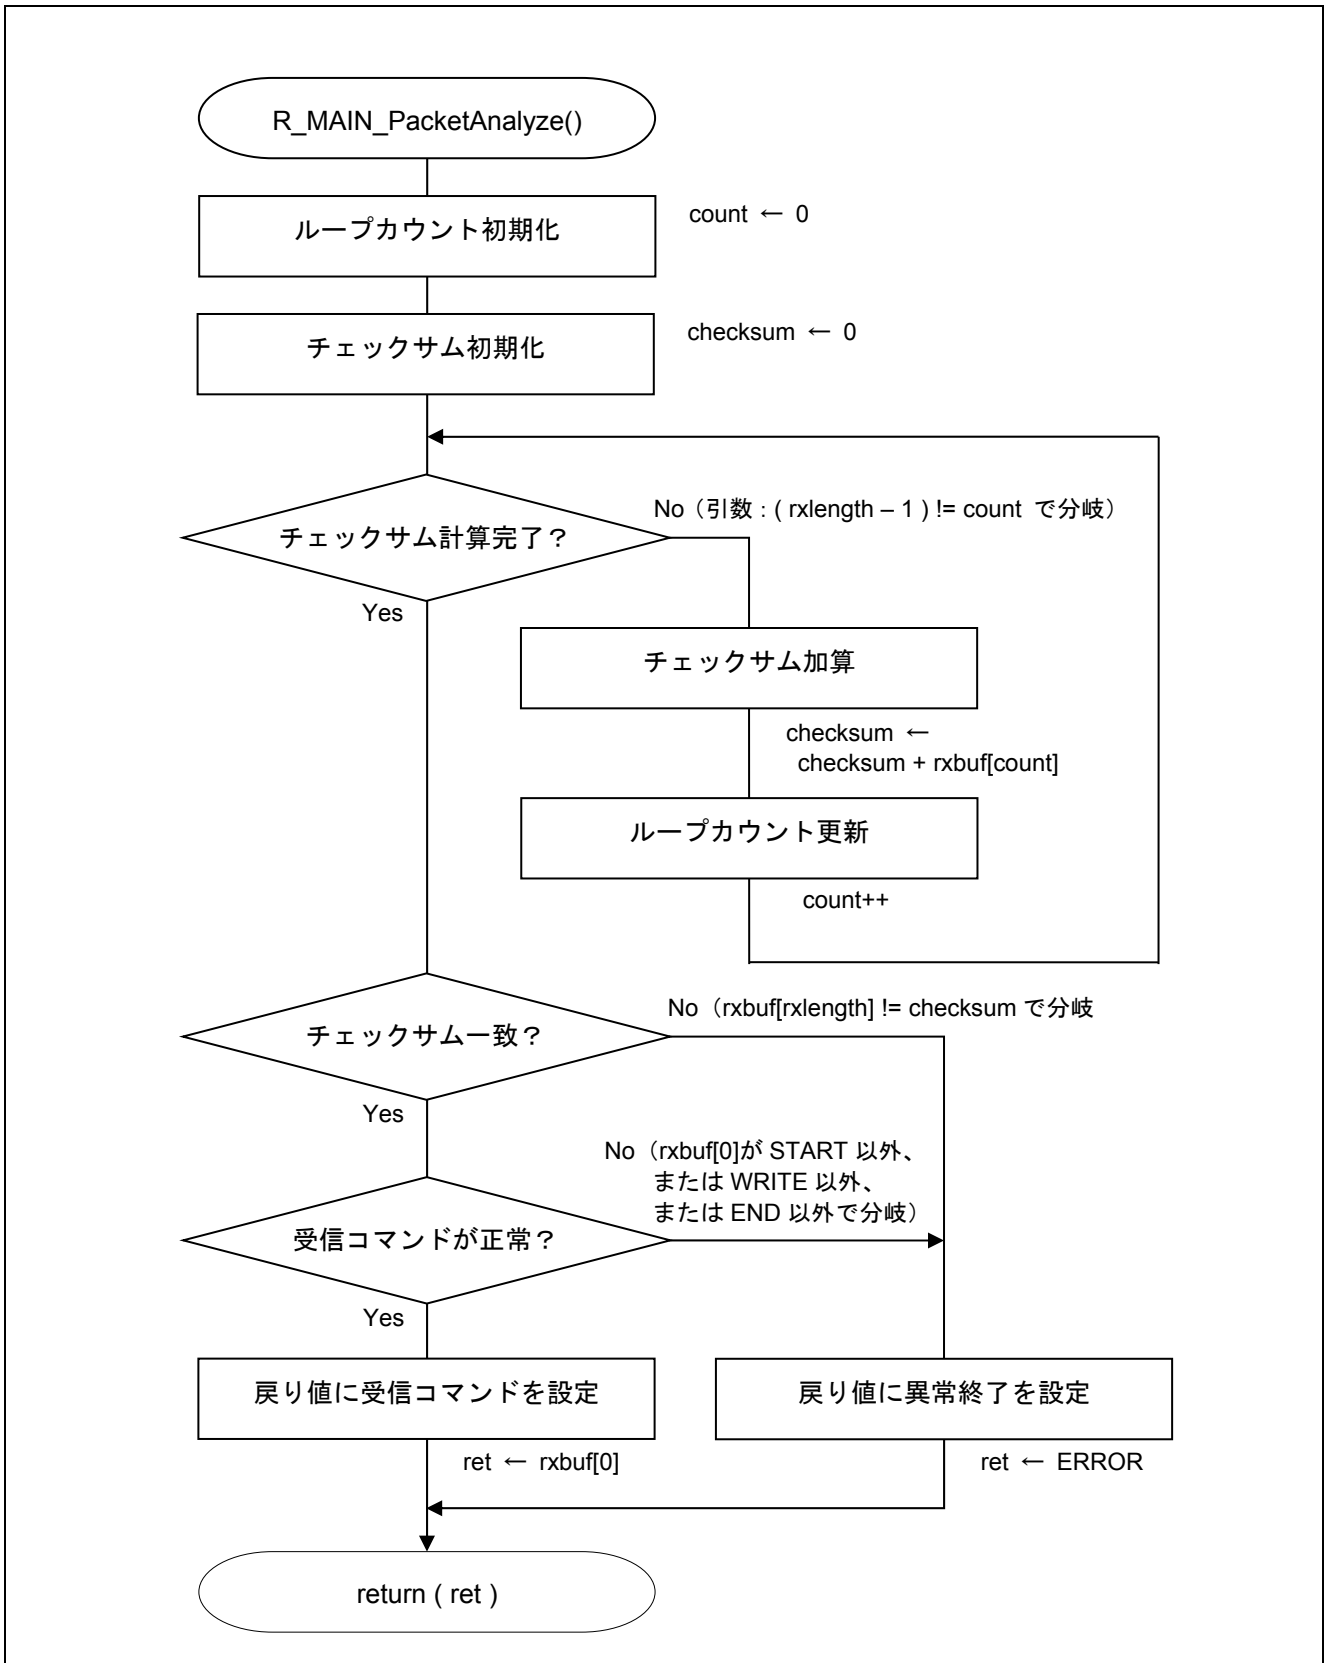 R_MAIN_PacketAnalyze()
ループカウント初期化
count ← 0
チェックサム初期化
checksum ← 0
チェックサム計算完了？
No（引数 : ( rxlength – 1 ) != count で分岐）
Yes
チェックサム加算
checksum ←
checksum + rxbuf[count]
ループカウント更新
count++
チェックサム一致？
No（rxbuf[rxlength] != checksum で分岐
Yes
No（rxbuf[0]が START 以外、
または WRITE 以外、
または END 以外で分岐）
受信コマンドが正常？
Yes
戻り値に受信コマンドを設定
戻り値に異常終了を設定
ret ← rxbuf[0]
ret ← ERROR
return ( ret )